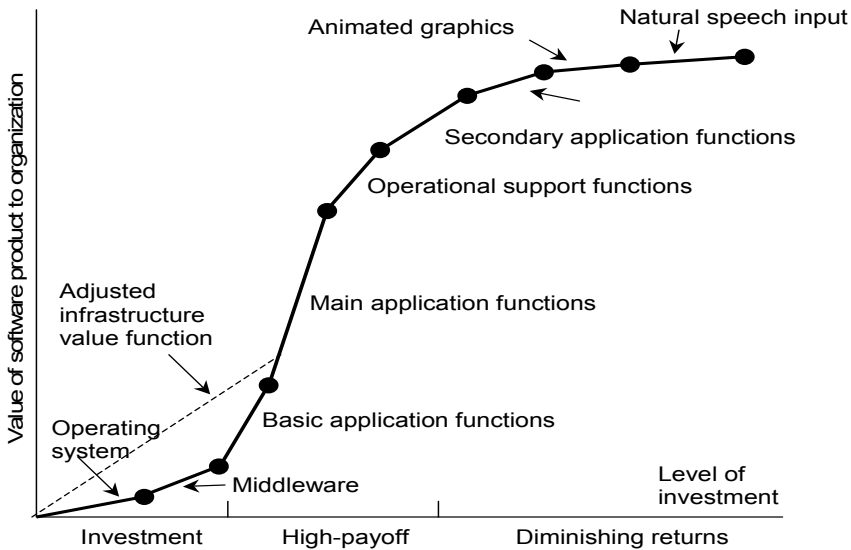 Natural speech input
Animated graphics
Secondary application functions
Operational support functions
Main application functions
Adjusted
infrastructure
value function
Basic application functions
Operating
system
Middleware
Level of
investment
Value of software product to organization
Investment
High-payoff
Diminishing returns